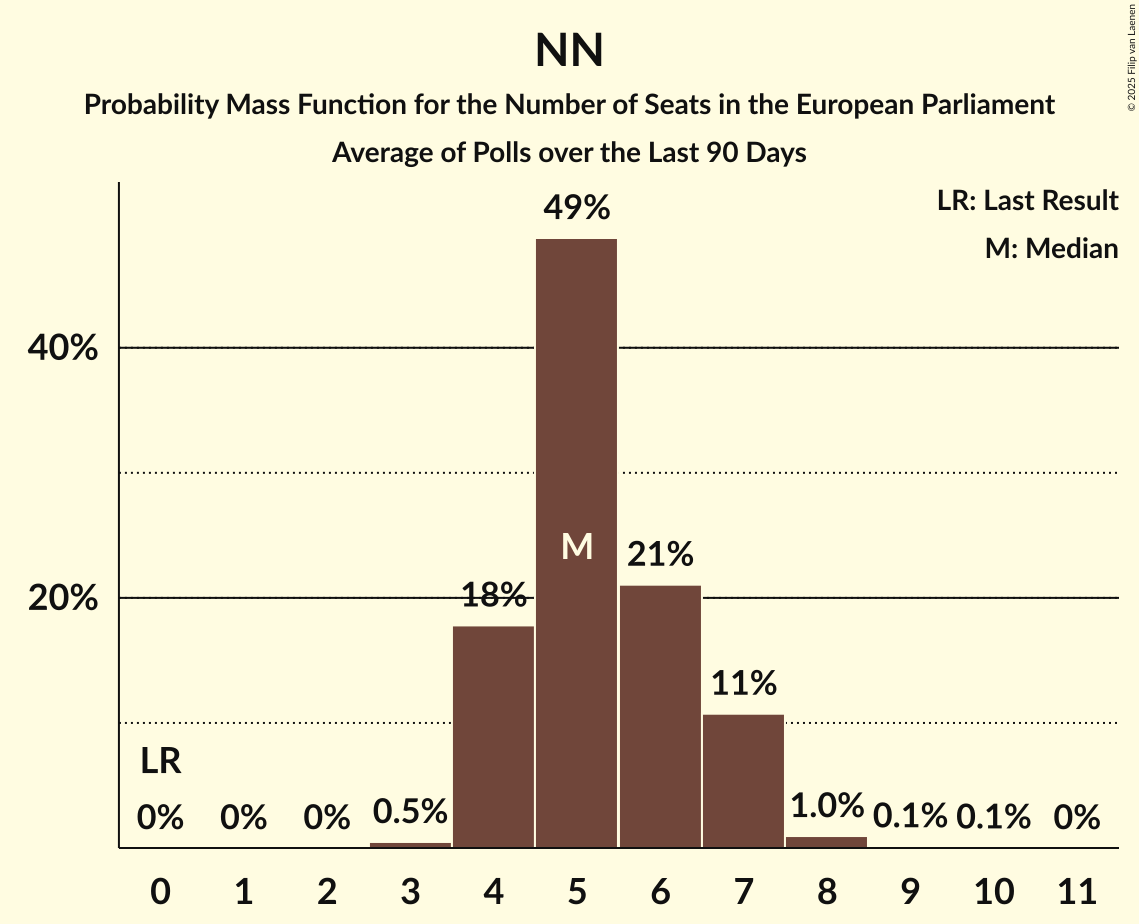 NN
Probability Mass Function for the Number of Seats in the European Parliament
Average of Polls over the Last 90 Days
© 2025 Filip van Laenen
LR: Last Result
M: Median
49%
40%
M
21%
18%
20%
11%
LR
0% 0% 0% 0.5% 1.0% 0.1% 0.1% 0%
0 1 2 3 4 5 6 7 8 9 10 11